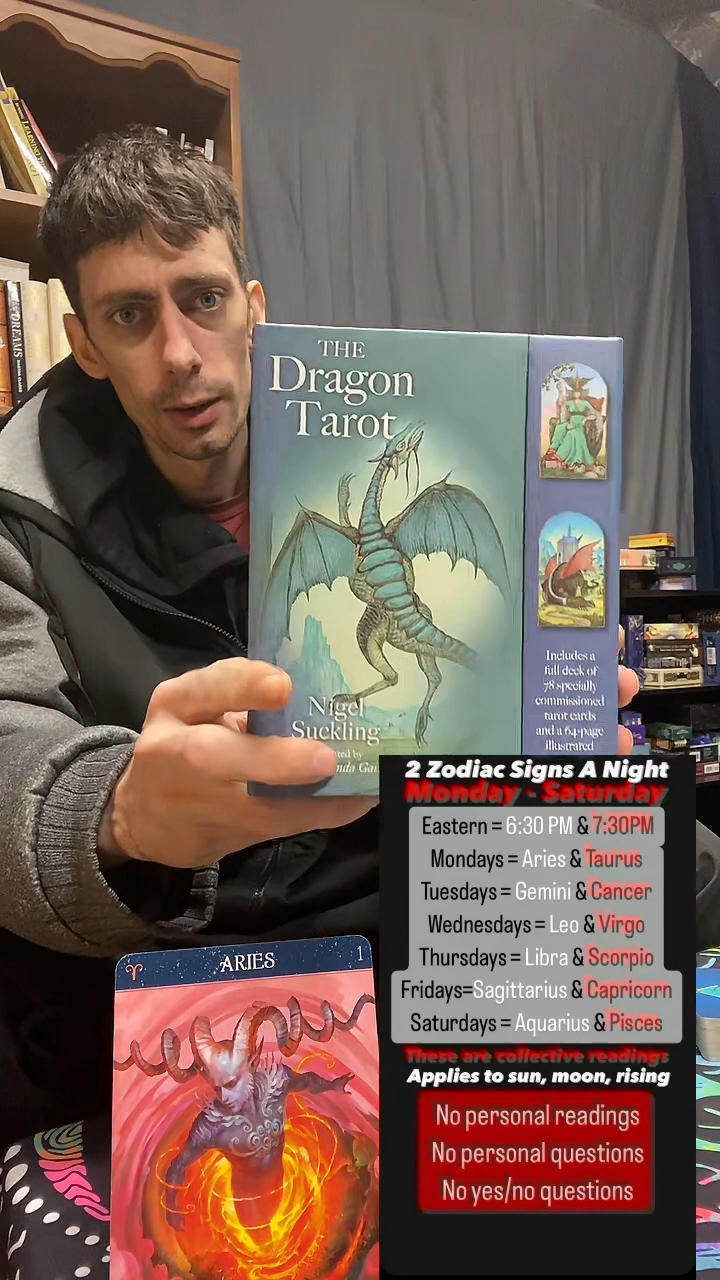 LEARNING
DREAMS
THE
Dragon
Tarot
Nigel
Suckling
Includes a
full deck of
78 specially
commissioned
tarot cards
and a 64-page
illustrated
2 Zodiac Signs A Night
Monday - Saturday
Eastern = 6:30 PM & 7:30PM
Mondays = Aries & Taurus
Tuesdays = Gemini & Cancer
Wednesdays = Leo & Virgo
Thursdays = Libra & Scorpio
Fridays=Sagittarius & Capricorn
Saturdays = Aquarius & Pisces
These are collective readings
Applies to sun, moon, rising
No personal readings
No personal questions
No yes/no questions
ARIES 1